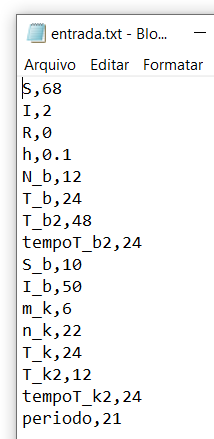 entrada.txt - Blo...
Arquivo Editar Formatar
S,68
I,2
R,0
h,0.1
N_b,12
T_b,24
T_b2,48
tempoT_b2,24
S_b,10
I_b,50
m_k,6
n_k,22
T_k,24
T_k2,12
tempoT_k2,24
periodo,21